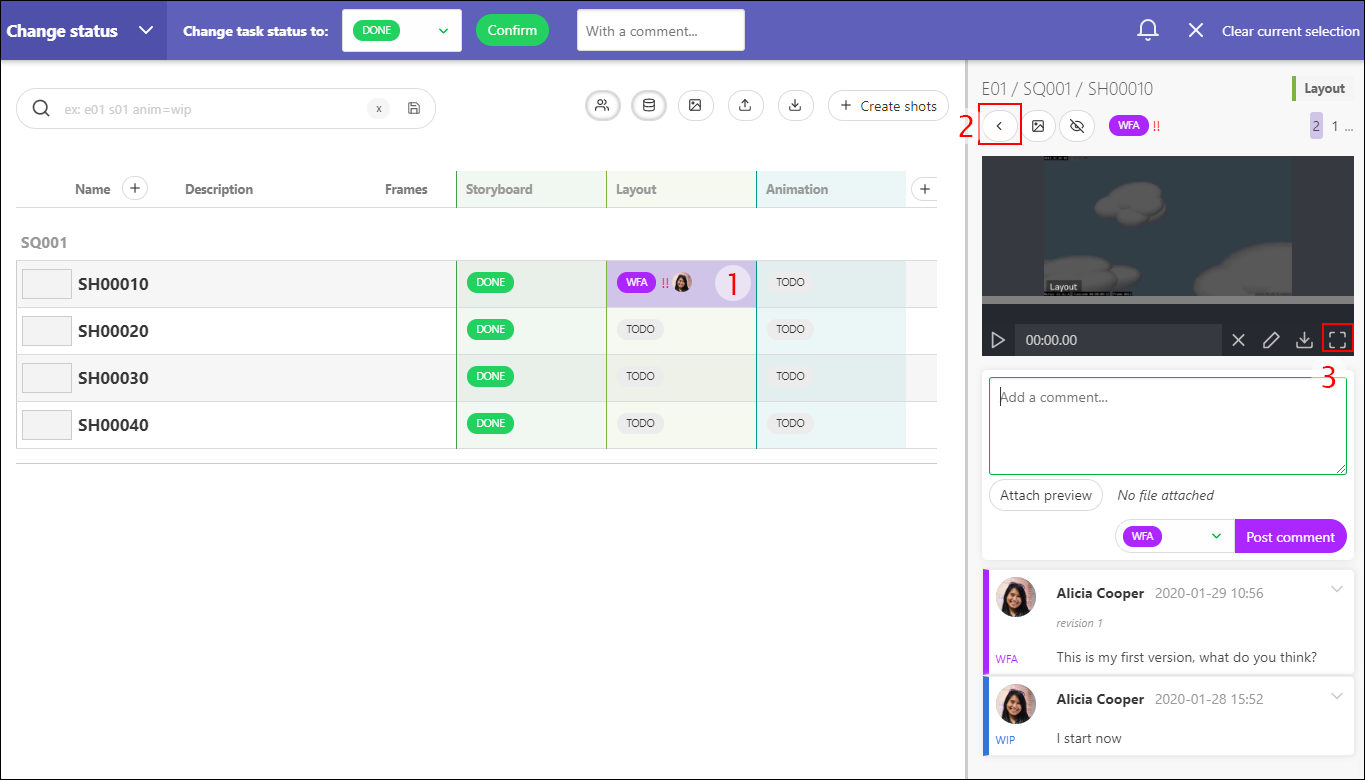 Change status
Change task status to:
DONE
Confirm
With a comment...
Clear current selection
ex: e01 s01 anim=wip
x
+ Create shots
Name +
Description
Frames
Storyboard
Layout
Animation
+
SQ001
SH00010
DONE
WFA !!
1
TODO
SH00020
DONE
TODO
TODO
SH00030
DONE
TODO
TODO
SH00040
DONE
TODO
TODO
E01 / SQ001 / SH00010
Layout
2
WFA !!
2 1 ...
Layout
00:00.00
3
Add a comment...
Attach preview
No file attached
WFA
Post comment
Alicia Cooper 2020-01-29 10:56
revision 1
WFA
This is my first version, what do you think?
Alicia Cooper 2020-01-28 15:52
WIP
I start now